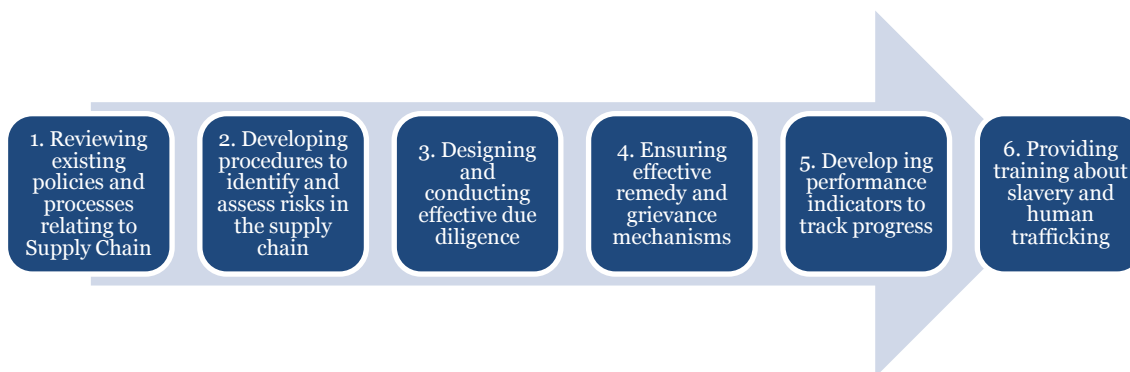 1. Reviewing
existing
policies and
processes
relating to
Supply Chain
2. Developing
procedures to
identify and
assess risks in
the supply
chain
3. Designing
and
conducting
effective due
diligence
4. Ensuring
effective
remedy and
grievance
mechanisms
5. Develop ing
performance
indicators to
track progress
6. Providing
training about
slavery and
human
trafficking